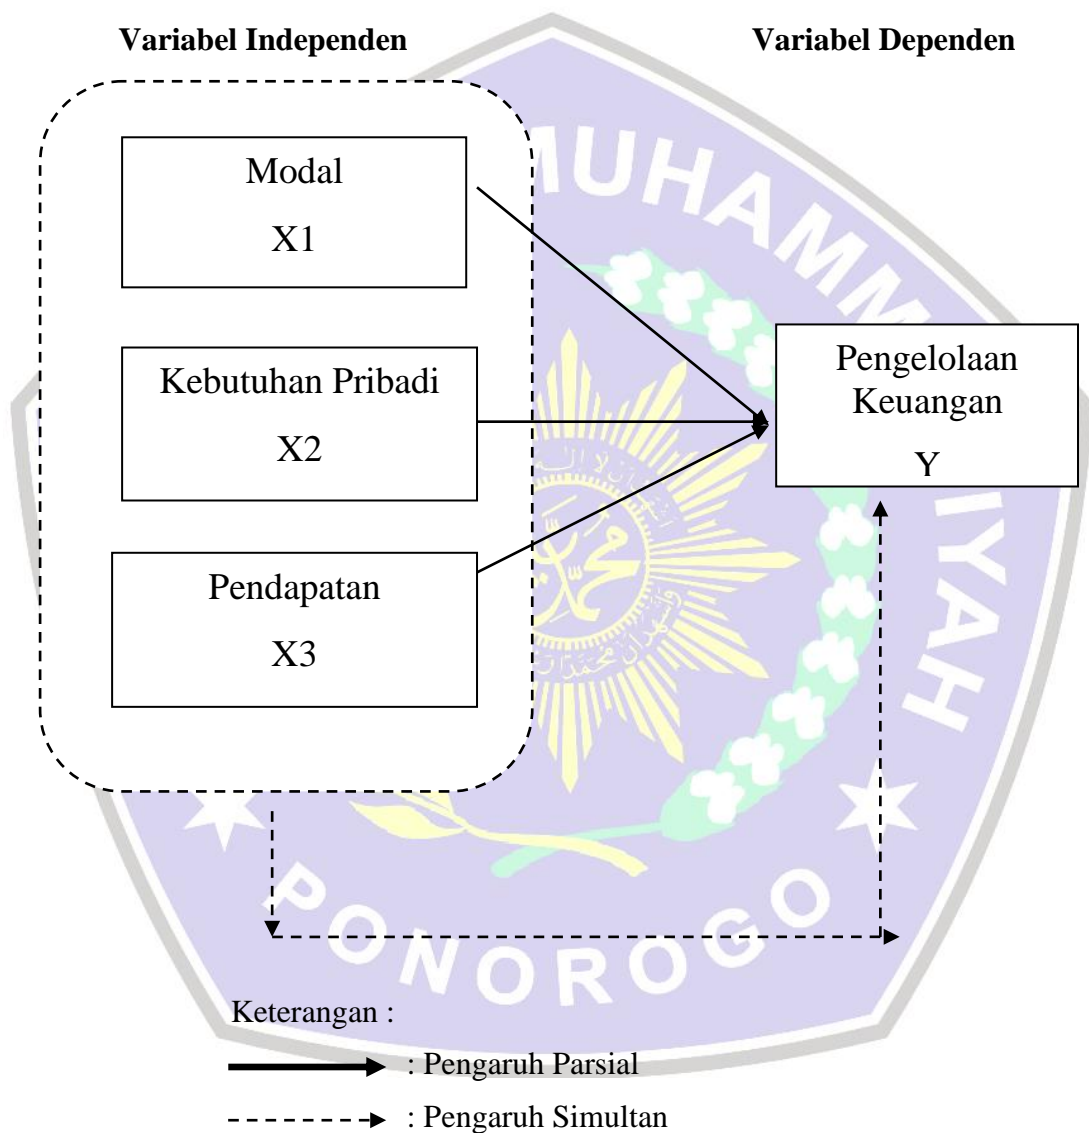 Variabel Independen
Variabel Dependen
Modal
X1
Kebutuhan Pribadi
X2
Pendapatan
X3
Pengelolaan
Keuangan
Y
Keterangan :
: Pengaruh Parsial
: Pengaruh Simultan
PONOROGO